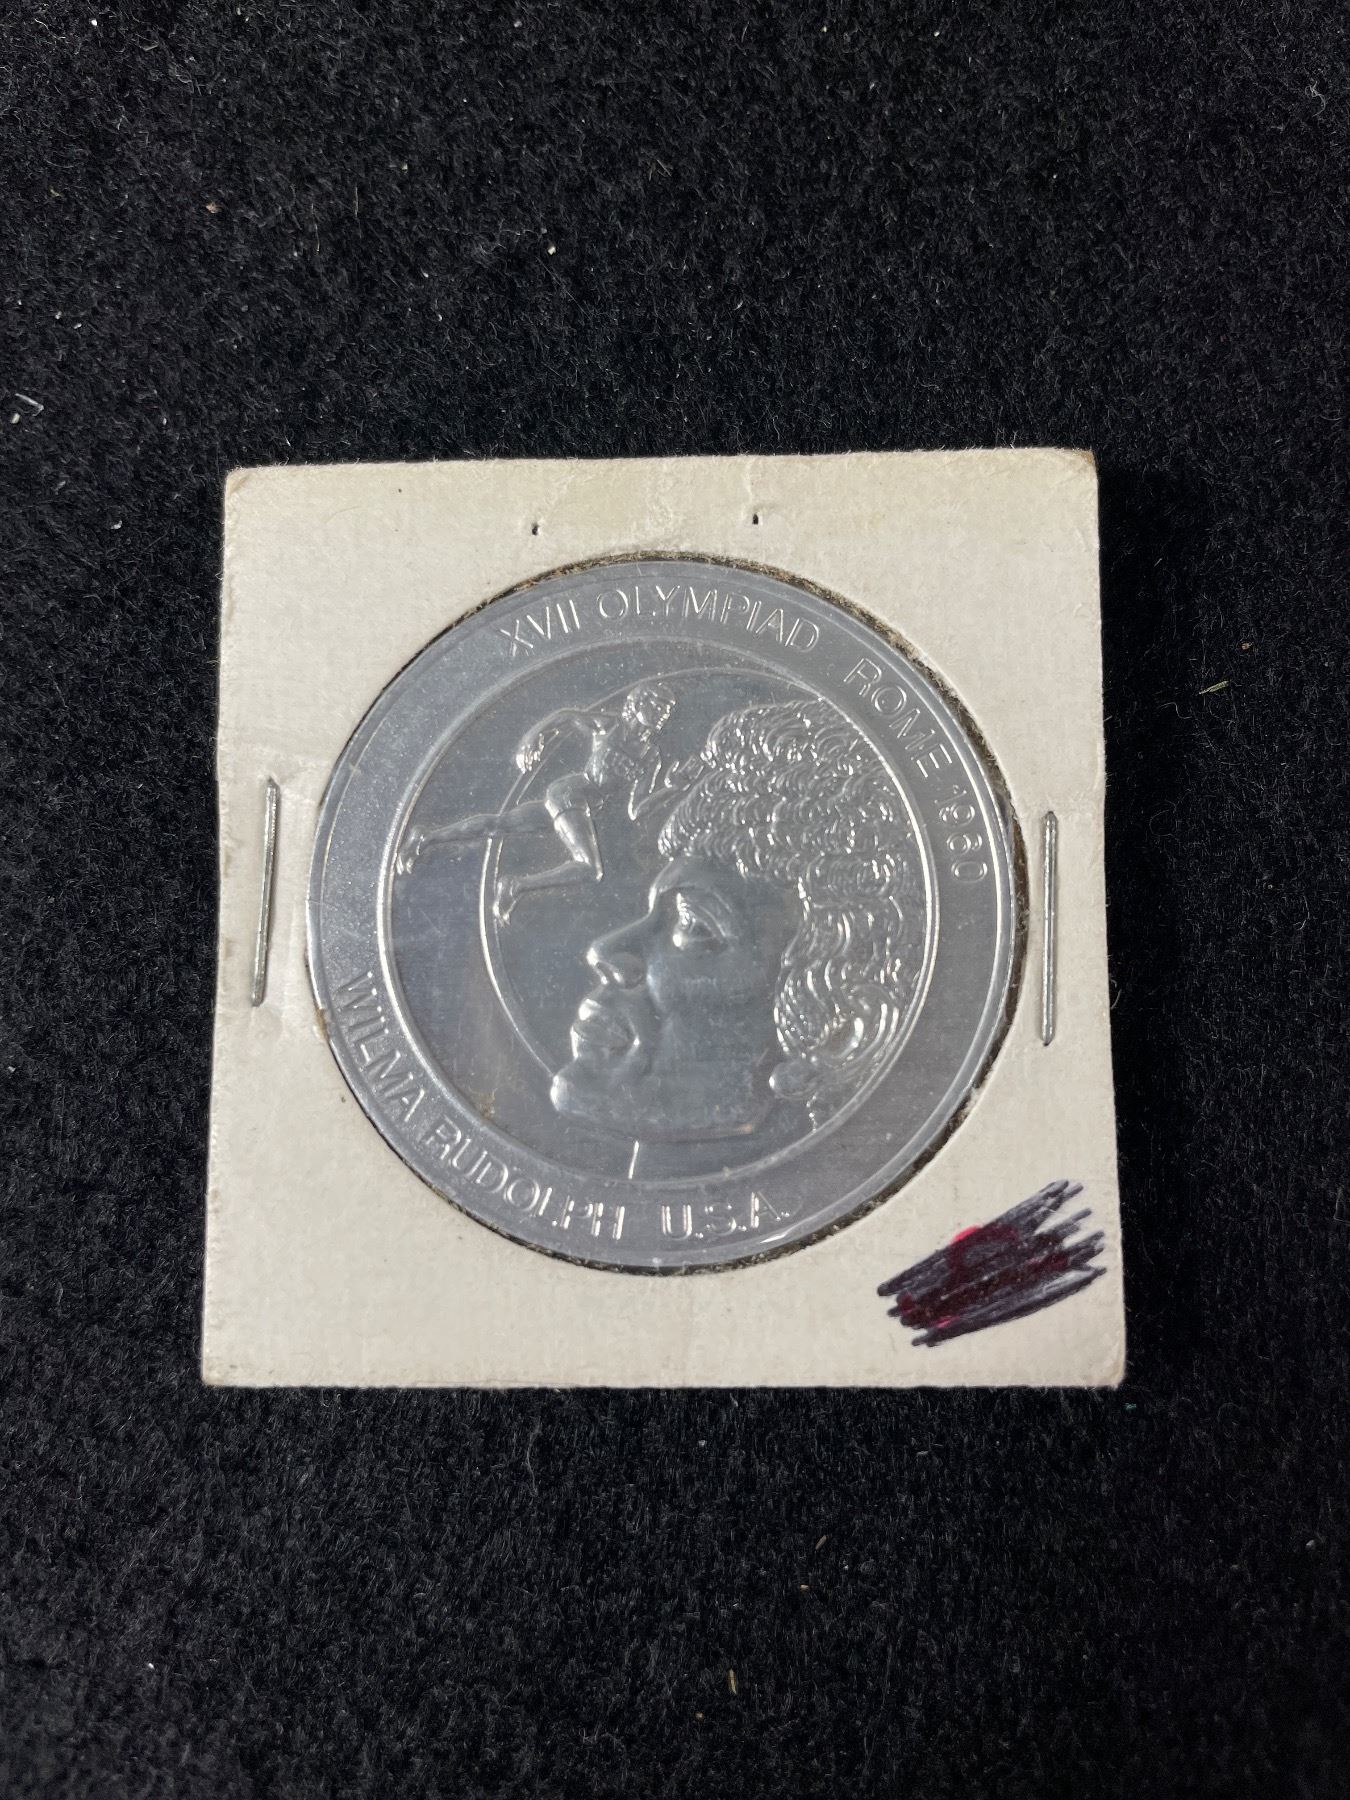 XVII OLYMPIAD ROME 1960
WILMA RUDOLPH U.S.A.